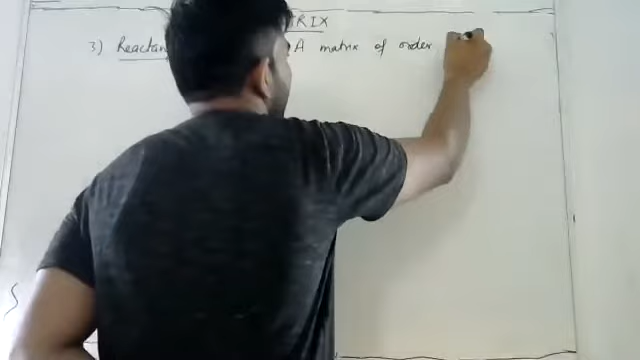 TRIX
3) Reactan A matrix of order